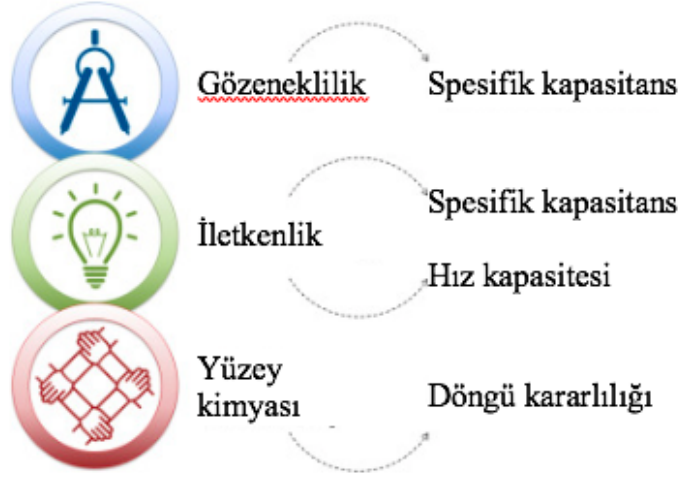 Gözeneklilik
Spesifik kapasitans
İletkenlik
Spesifik kapasitans
Hız kapasitesi
Yüzey
kimyası
Döngü kararlılığı